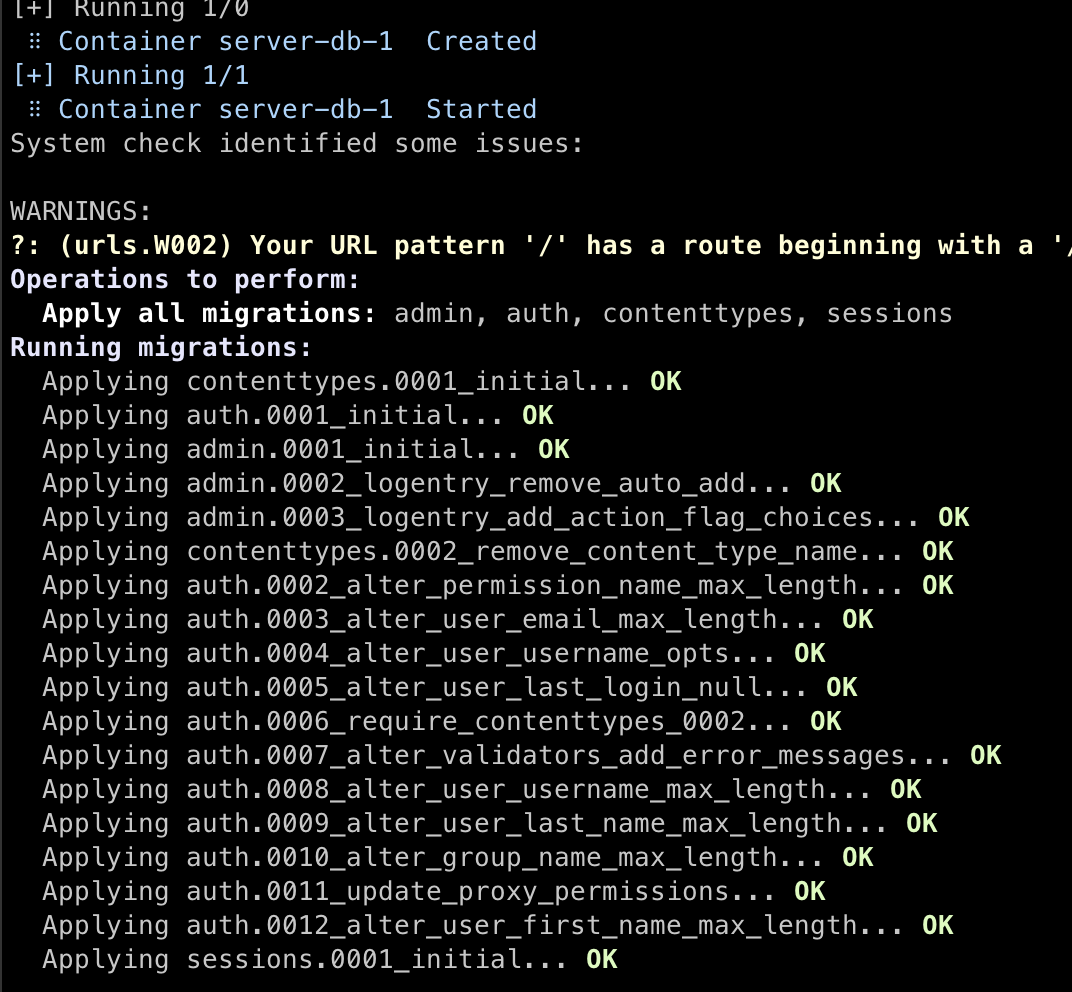 [+] Running 1/0
⠿ Container server-db-1  Created
[+] Running 1/1
⠿ Container server-db-1  Started
System check identified some issues:

WARNINGS:
?: (urls.W002) Your URL pattern '/' has a route beginning with a '/
Operations to perform:
  Apply all migrations: admin, auth, contenttypes, sessions
Running migrations:
  Applying contenttypes.0001_initial... OK
  Applying auth.0001_initial... OK
  Applying admin.0001_initial... OK
  Applying admin.0002_logentry_remove_auto_add... OK
  Applying admin.0003_logentry_add_action_flag_choices... OK
  Applying contenttypes.0002_remove_content_type_name... OK
  Applying auth.0002_alter_permission_name_max_length... OK
  Applying auth.0003_alter_user_email_max_length... OK
  Applying auth.0004_alter_user_username_opts... OK
  Applying auth.0005_alter_user_last_login_null... OK
  Applying auth.0006_require_contenttypes_0002... OK
  Applying auth.0007_alter_validators_add_error_messages... OK
  Applying auth.0008_alter_user_username_max_length... OK
  Applying auth.0009_alter_user_last_name_max_length... OK
  Applying auth.0010_alter_group_name_max_length... OK
  Applying auth.0011_update_proxy_permissions... OK
  Applying auth.0012_alter_user_first_name_max_length... OK
  Applying sessions.0001_initial... OK